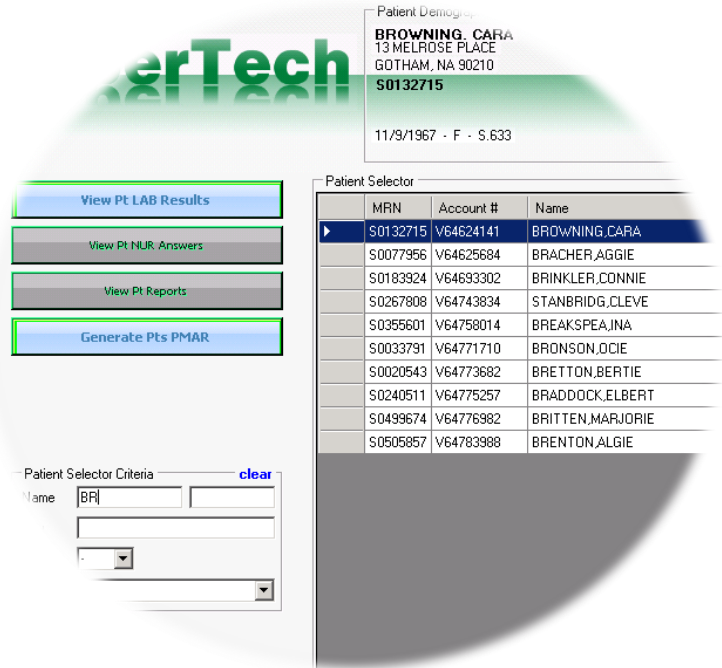 Patient Demogr
BROWNING, CARA
13 MELROSE PLACE
GOTHAM, NA 90210
S0132715
11/9/1967 - F - S.633
erTech
View Pt LAB Results
View Pt NUR Answers
View Pt Reports
Generate Pts PMAR
Patient Selector
MRN Account # Name
S0132715 V64624141 BROWNING,CARA
S0077956 V64625684 BRACHER,AGGIE
S0183924 V64693302 BRINKLER,CONNIE
S0267808 V64743834 STANBRIDG,CLEVE
S0355601 V64758014 BREAKSPEA,INA
S0033791 V64771710 BRONSON,OCIE
S0020543 V64773682 BRETTON,BERTIE
S0240511 V64775257 BRADDOCK,ELBERT
S0499674 V64776982 BRITTEN,MARJORIE
S0505857 V64783988 BRENTON,ALGIE
Patient Selector Criteria clear
Name BR
-